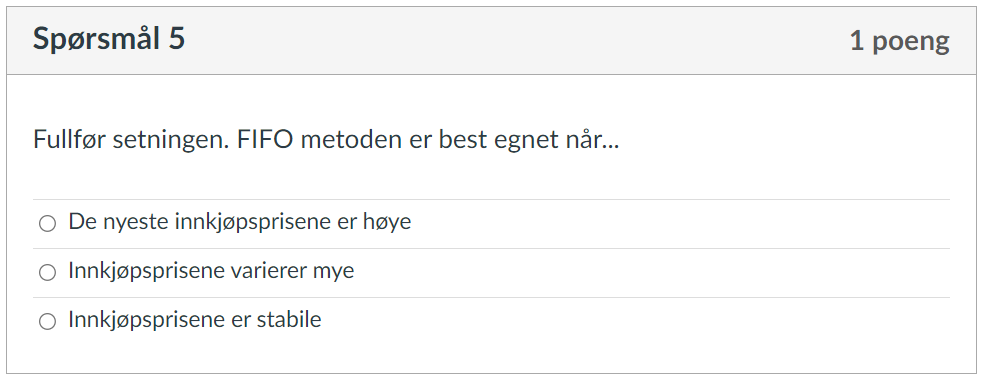 Spørsmål 5
1 poeng
Fullfør setningen. FIFO metoden er best egnet når...
De nyeste innkjøpsprisene er høye
Innkjøpsprisene varierer mye
Innkjøpsprisene er stabile